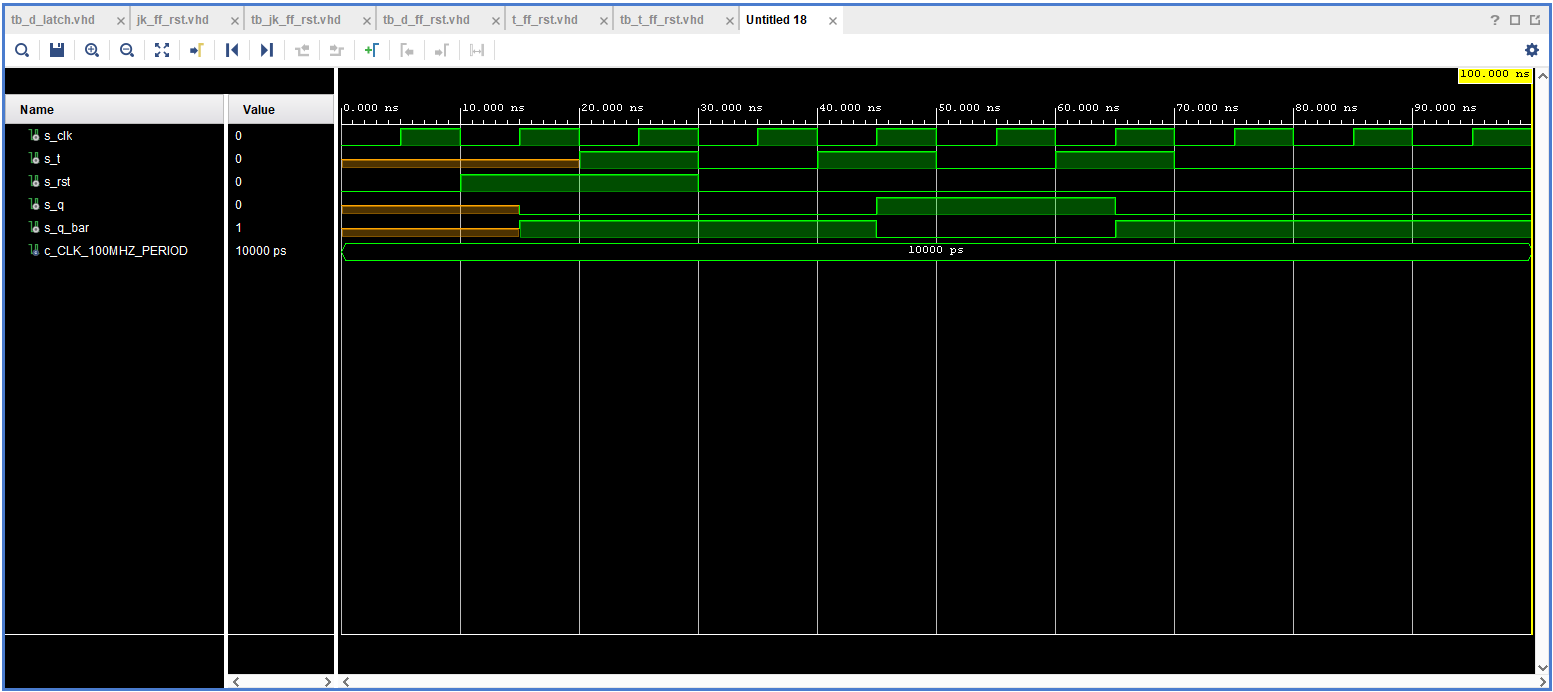 tb_d_latch.vhd jk_ff_rst.vhd tb_jk_ff_rst.vhd tb_d_ff_rst.vhd t_ff_rst.vhd tb_t_ff_rst.vhd Untitled 18
100.000 ns
Name Value
0.000 ns 10.000 ns 20.000 ns 30.000 ns 40.000 ns 50.000 ns 60.000 ns 70.000 ns 80.000 ns 90.000 ns
s_clk 0
s_t 0
s_rst 0
s_q 0
s_q_bar 1
c_CLK_100MHZ_PERIOD 10000 ps 10000 ps